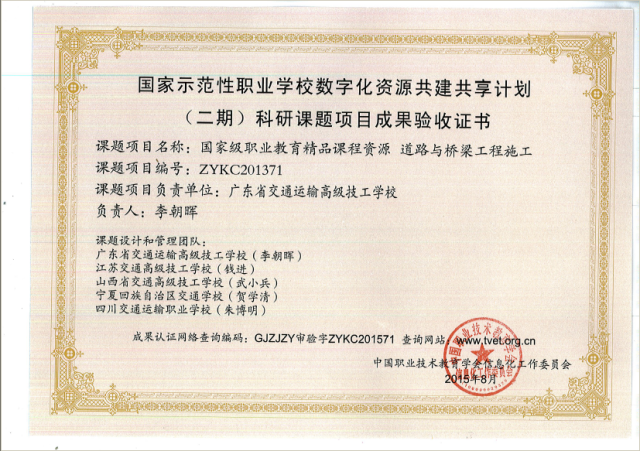 国家示范性职业学校数字化资源共建共享计划
（二期）科研课题项目成果验收证书
课题项目名称：国家级职业教育精品课程资源 道路与桥梁工程施工
课题项目编号：ZYKC201371
课题项目负责单位：广东省交通运输高级技工学校
负责人：李朝晖
课题设计和管理团队：
广东省交通运输高级技工学校（李朝晖）
江苏交通高级技工学校（钱进）
山西省交通高级技工学校（武小兵）
宁夏回族自治区交通学校（贺学清）
四川交通运输职业学校（朱博明）
成果认证网络查询编码：GJZJZY审验字ZYKC201571 查询网站：www.tvet.org.cn
中国职业技术教育学会信息化工作委员会
2015年8月